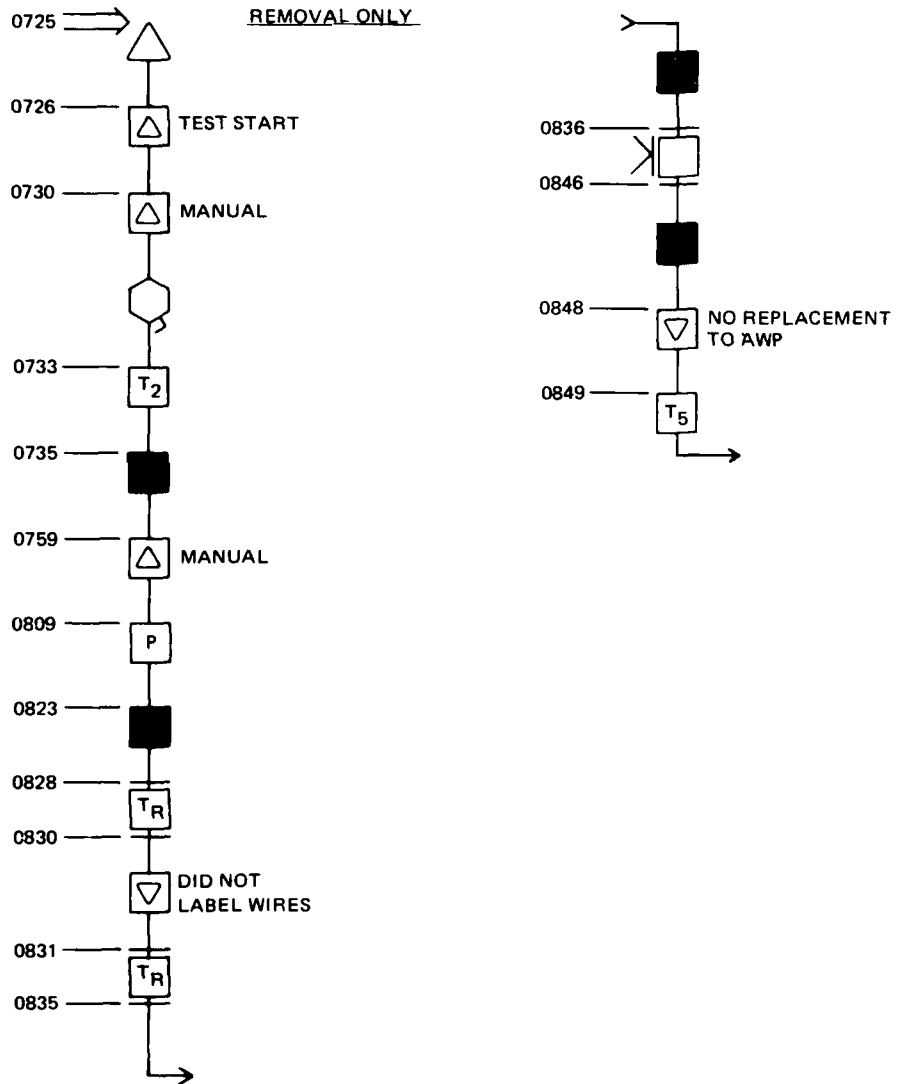 REMOVAL ONLY
0725
0726
TEST START
0730
MANUAL
0733
T2
0735
0759
MANUAL
0809
P
0823
0828
TR
0830
DID NOT
LABEL WIRES
0831
TR
0835
0836
0846
0848
NO REPLACEMENT
TO AWP
0849
T5